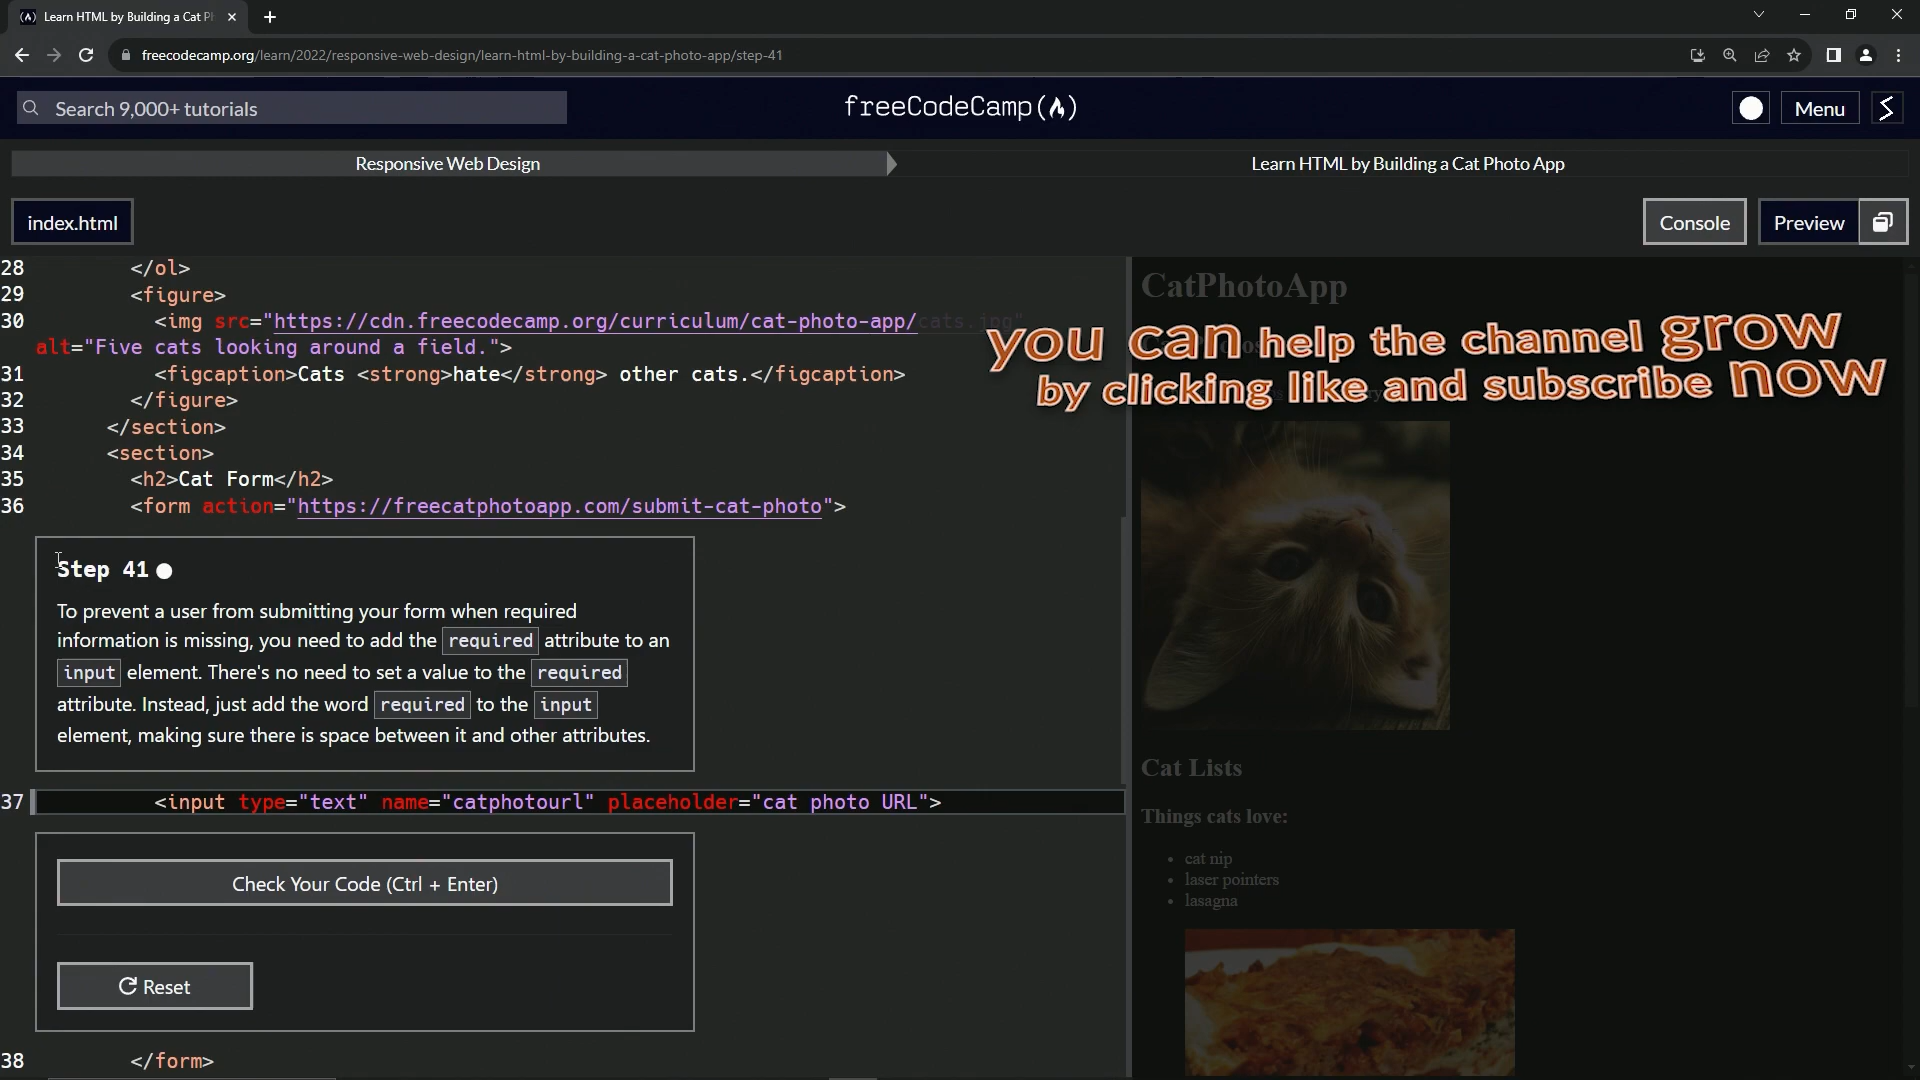 Learn HTML by Building a Cat P
freecodecamp.org/learn/2022/responsive-web-design/learn-html-by-building-a-cat-photo-app/step-41
Search 9,000+ tutorials
freeCodeCamp
Menu
Responsive Web Design
Learn HTML by Building a Cat Photo App
index.html
Console
Preview
28 </ol>
29 <figure>
30 <img src="https://cdn.freecodecamp.org/curriculum/cat-photo-app/cats.jpg"
alt="Five cats looking around a field.">
31 <figcaption>Cats <strong>hate</strong> other cats.</figcaption>
32 </figure>
33 </section>
34 <section>
35 <h2>Cat Form</h2>
36 <form action="https://freecatphotoapp.com/submit-cat-photo">
Step 41
To prevent a user from submitting your form when required
information is missing, you need to add the required attribute to an
input element. There's no need to set a value to the required
attribute. Instead, just add the word required to the input
element, making sure there is space between it and other attributes.
37 <input type="text" name="catphotourl" placeholder="cat photo URL">
Check Your Code (Ctrl + Enter)
Reset
38 </form>
CatPhotoApp
you can help the channel grow
by clicking like and subscribe now
Cat Lists
Things cats love:
• cat nip
• laser pointers
• lasagna